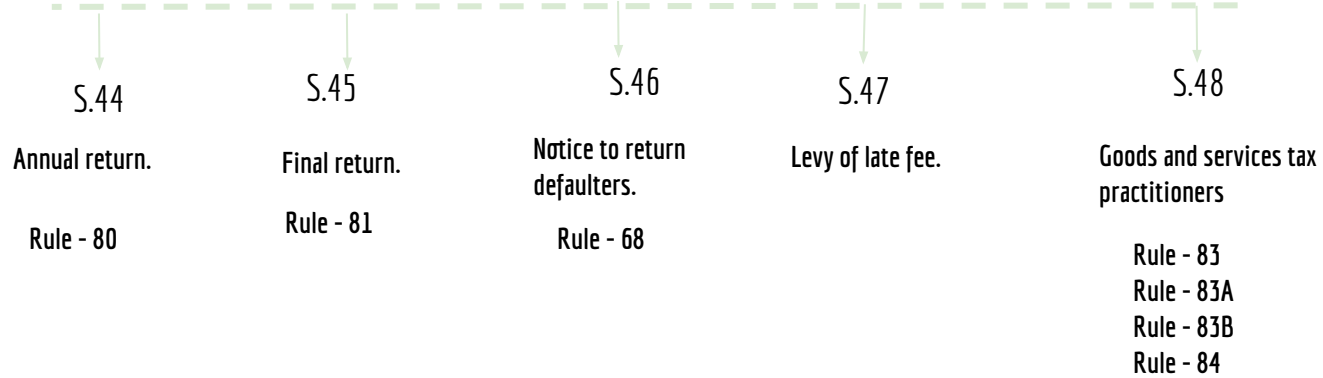 S.44
Annual return.
Rule - 80
S.45
Final return.
Rule - 81
S.46
Notice to return
defaulters.
Rule - 68
S.47
Levy of late fee.
S.48
Goods and services tax
practitioners
Rule - 83
Rule - 83A
Rule - 83B
Rule - 84